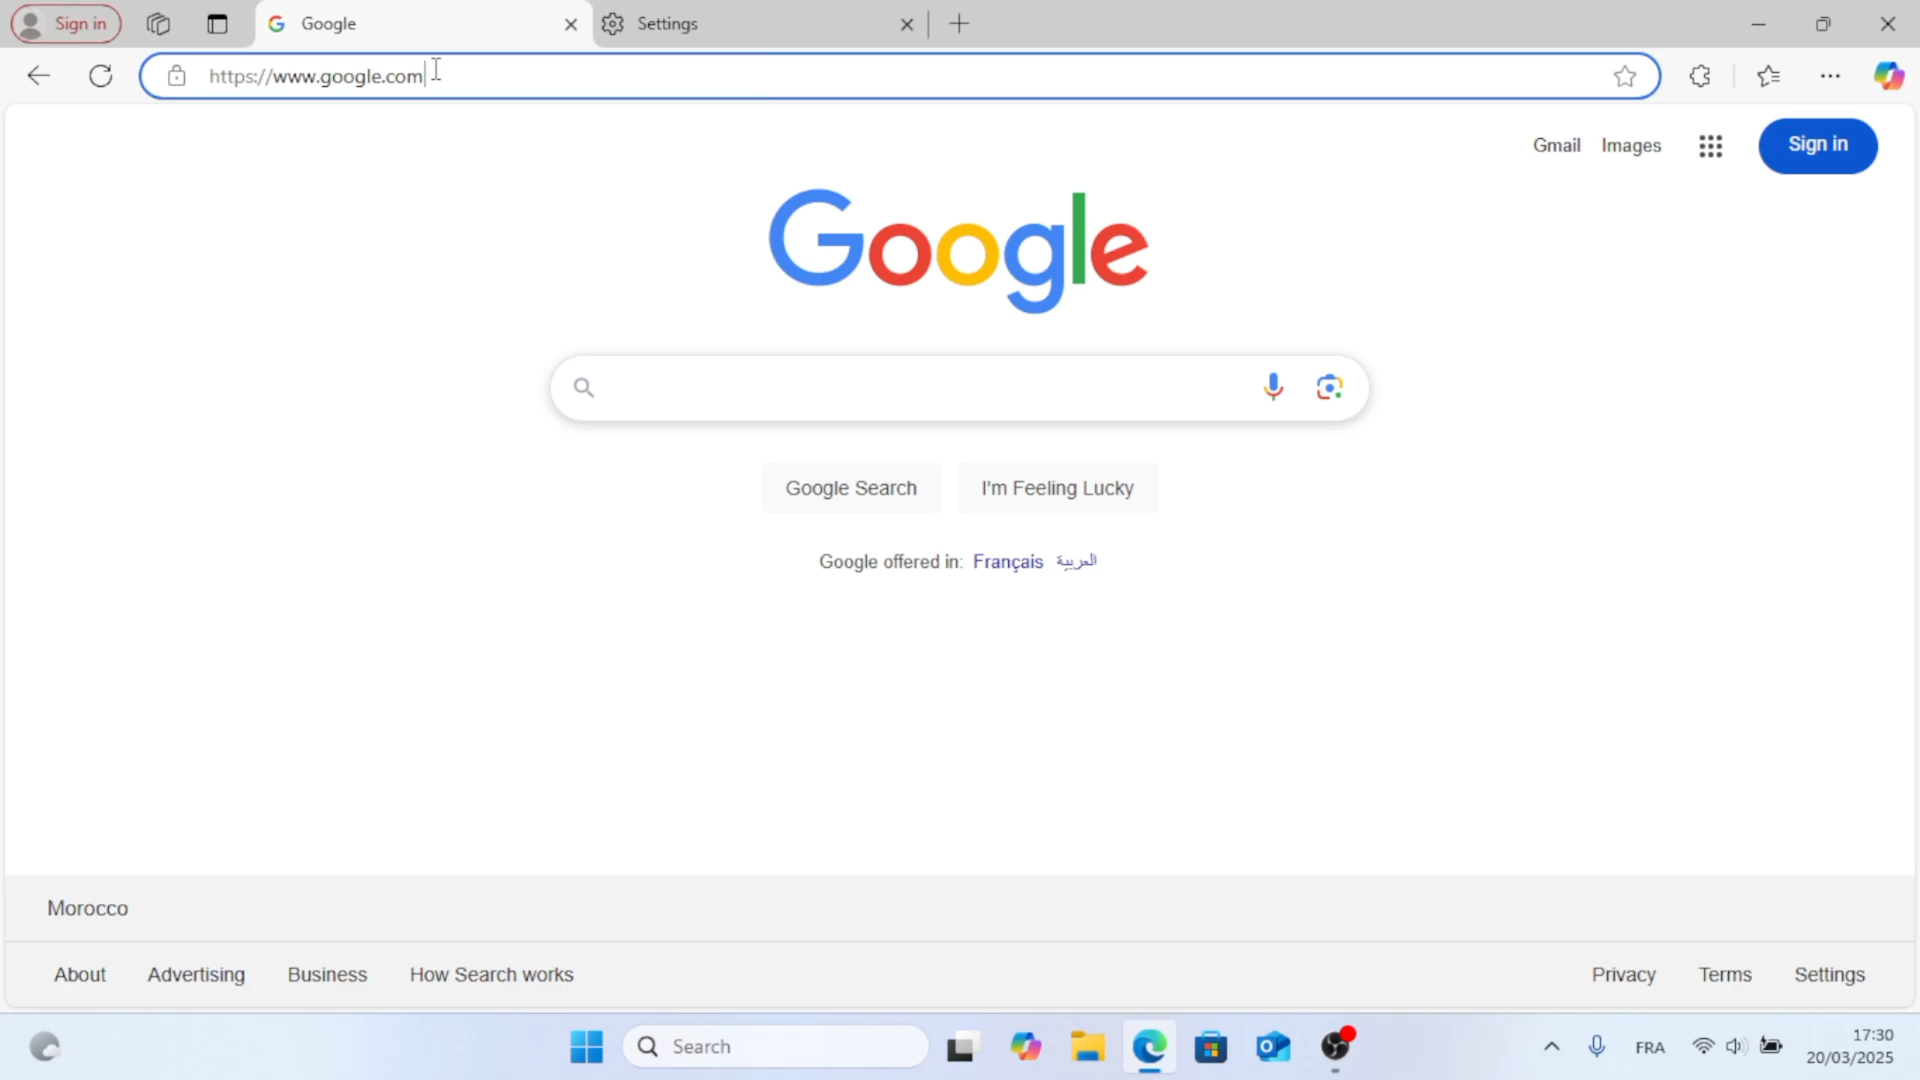 Sign in
Google
Settings
https://www.google.com
Gmail Images
Sign in
Google
Google Search
I'm Feeling Lucky
Google offered in: Français العربية
Morocco
About Advertising Business How Search works
Privacy Terms Settings
Search
FRA
17:30
20/03/2025